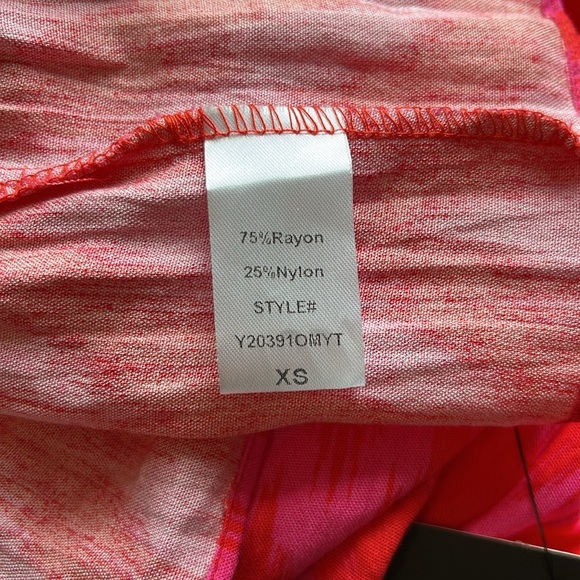 75%Rayon
25%Nylon
STYLE#
Y20391OMYT
XS